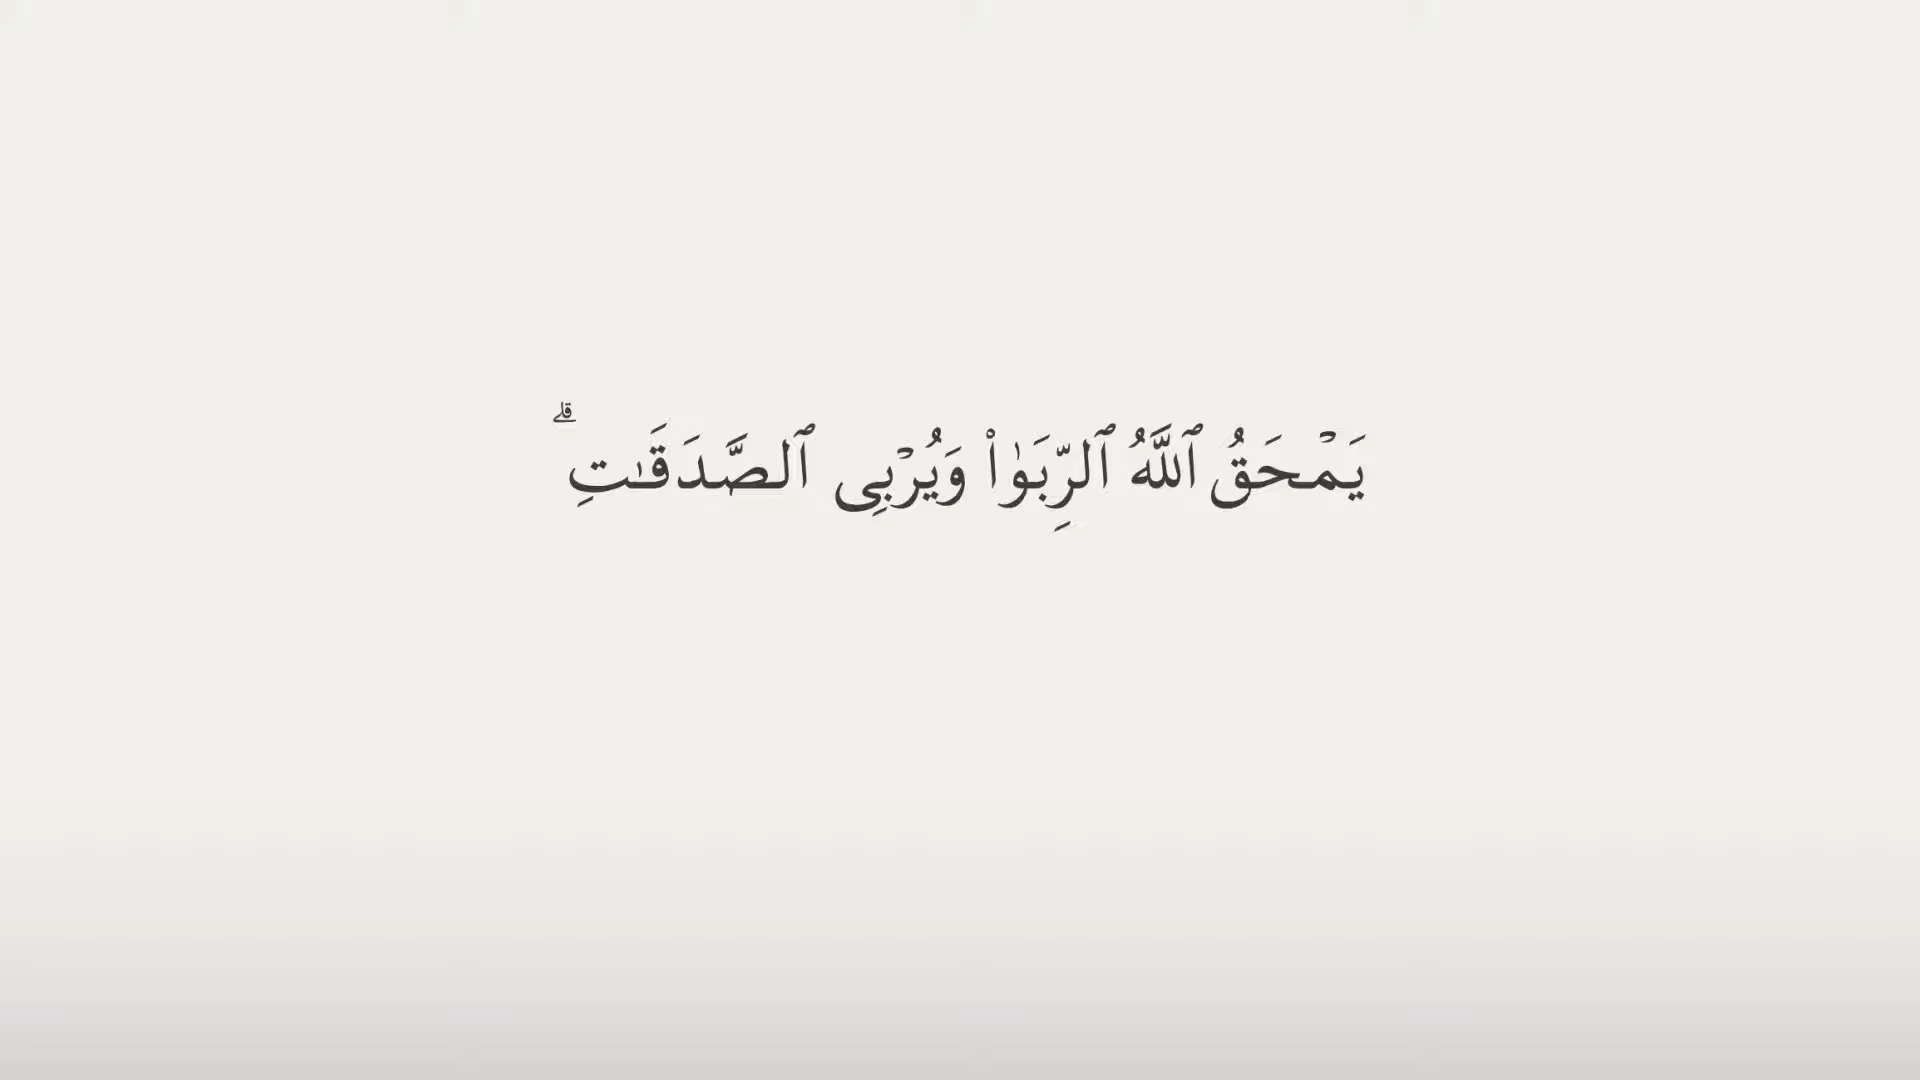 يَمْحَقُ ٱللَّهُ ٱلرِّبَوٰا۟ وَيُرْبِى ٱلصَّدَقَـٰتِ ۗ